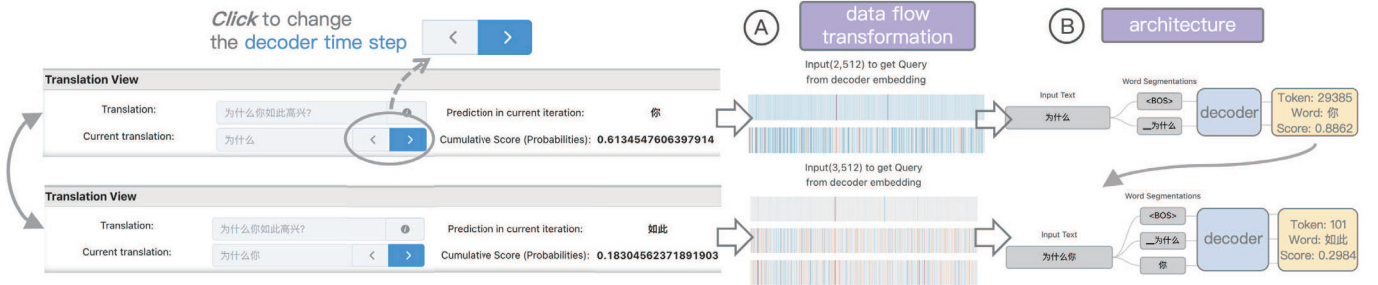 Click to change
the decoder time step
< >
A
data flow
transformation
B
architecture
Translation View
Translation:
为什么你如此高兴?
Prediction in current iteration:
你
Current translation:
为什么
< >
Cumulative Score (Probabilities): 0.6134547606397914
Input(2,512) to get Query
from decoder embedding
Input Text
为什么
Word Segmentations
<BOS>
__为什么
decoder
Token: 29385
Word: 你
Score: 0.8862
Translation View
Translation:
为什么你如此高兴?
Prediction in current iteration:
如此
Current translation:
为什么你
< >
Cumulative Score (Probabilities): 0.18304562371891903
Input(3,512) to get Query
from decoder embedding
Input Text
为什么你
Word Segmentations
<BOS>
__为什么
你
decoder
Token: 101
Word: 如此
Score: 0.2984